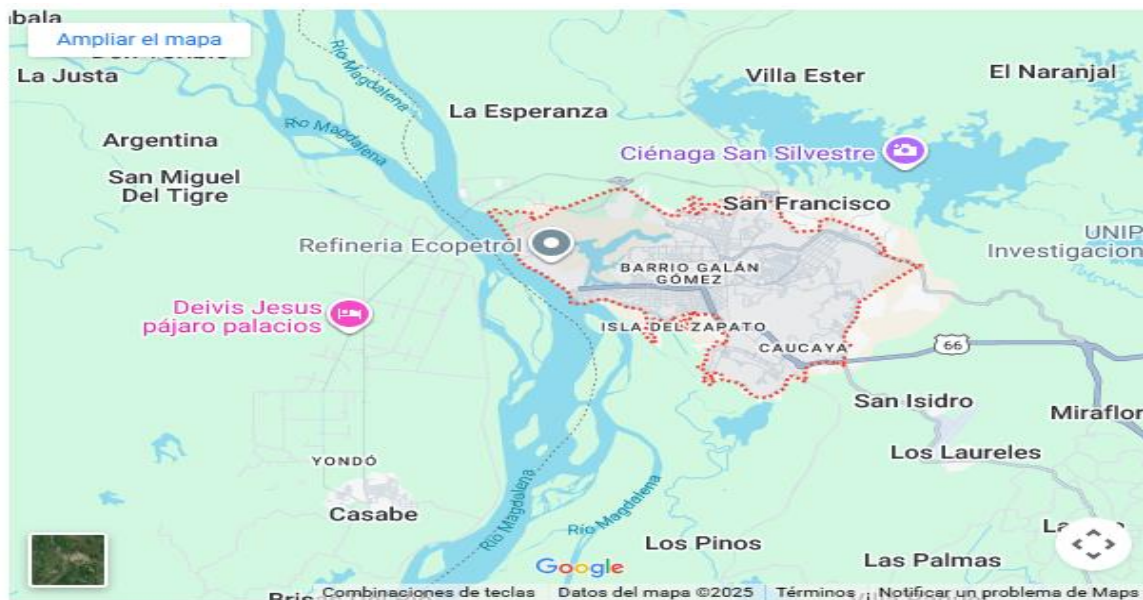 Ampliar el mapa
La Justa
Río Magdalena
La Esperanza
Villa Ester
El Naranjal
Argentina
Río Magdalena
Ciénaga San Silvestre
San Miguel
Del Tigre
San Francisco
Refineria Ecopetrol
UNIP
Investigacion
BARRIO GALÁN
GÓMEZ
Deivis Jesus
pájaro palacios
ISLA DEL ZAPATO
CAUCAYA
66
San Isidro
Miraflor
Los Laureles
YONDÓ
Casabe
Río Magdalena
Río Magdalena
Los Pinos
Las Palmas
Google
Combinaciones de teclas
Datos del mapa ©2025
Términos
Notificar un problema de Maps